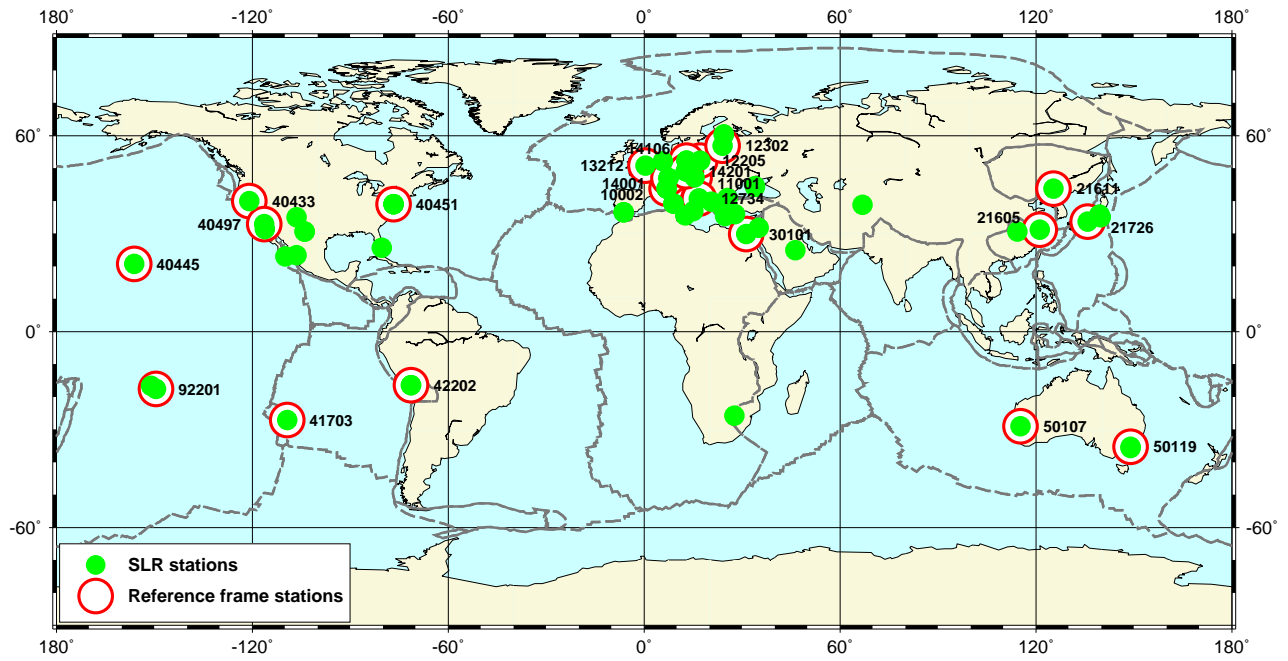 180˚ -120˚ -60˚ 0˚ 60˚ 120˚ 180˚
60˚ 60˚
14106 12302
13212 12205
14201
14001 11001 21611
10002 12734
40433 40451
40497 30101 21605 21726
40445
0˚ 0˚
92201 42202
41703 50107
50119
-60˚ -60˚
SLR stations
Reference frame stations
180˚ -120˚ -60˚ 0˚ 60˚ 120˚ 180˚